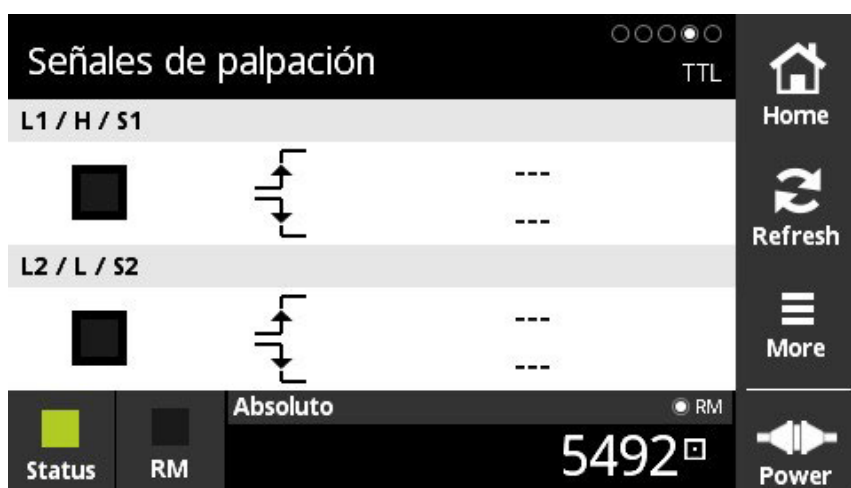 Señales de palpación
TTL
Home
L1 / H / S1
---
---
Refresh
L2 / L / S2
---
---
More
Absoluto
RM
5492
Status
RM
Power